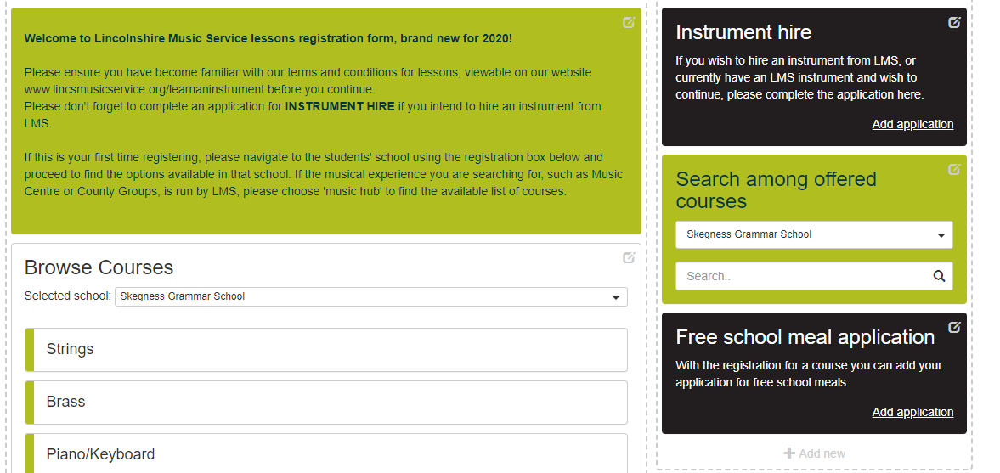 Welcome to Lincolnshire Music Service lessons registration form, brand new for 2020!
Please ensure you have become familiar with our terms and conditions for lessons, viewable on our website
www.lincsmusicservice.org/learnaninstrument before you continue.
Please don't forget to complete an application for INSTRUMENT HIRE if you intend to hire an instrument from
LMS.
If this is your first time registering, please navigate to the students' school using the registration box below and
proceed to find the options available in that school. If the musical experience you are searching for, such as Music
Centre or County Groups, is run by LMS, please choose 'music hub' to find the available list of courses.
Browse Courses
Selected school: Skegness Grammar School
Strings
Brass
Piano/Keyboard
Instrument hire
If you wish to hire an instrument from LMS, or
currently have an LMS instrument and wish to
continue, please complete the application here.
Add application
Search among offered
courses
Skegness Grammar School
Search..
Free school meal application
With the registration for a course you can add your
application for free school meals.
Add application
Add new